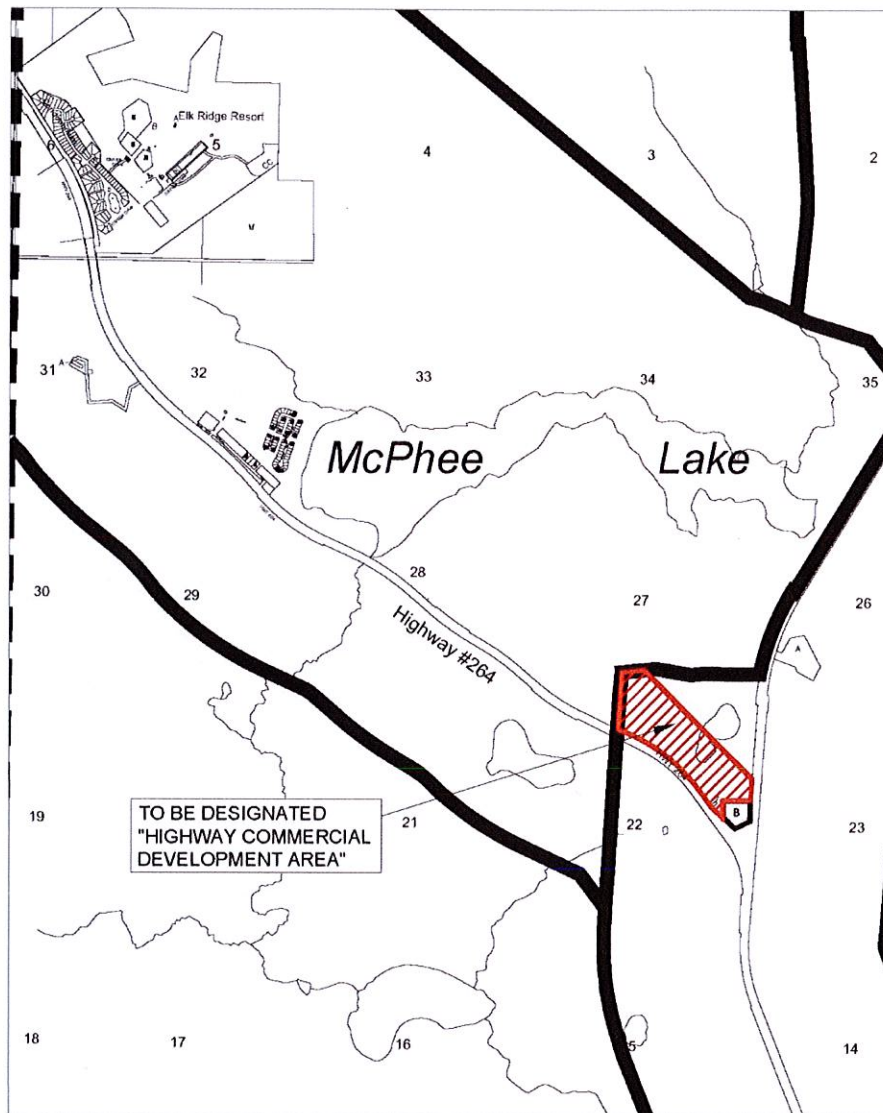 Elk Ridge Resort
A
B
6
5
4
3
2
31
A
32
33
34
35
McPhee Lake
30
29
28
27
26
Highway #264
A
TO BE DESIGNATED
"HIGHWAY COMMERCIAL
DEVELOPMENT AREA"
19
21
22
B
23
18
17
16
14